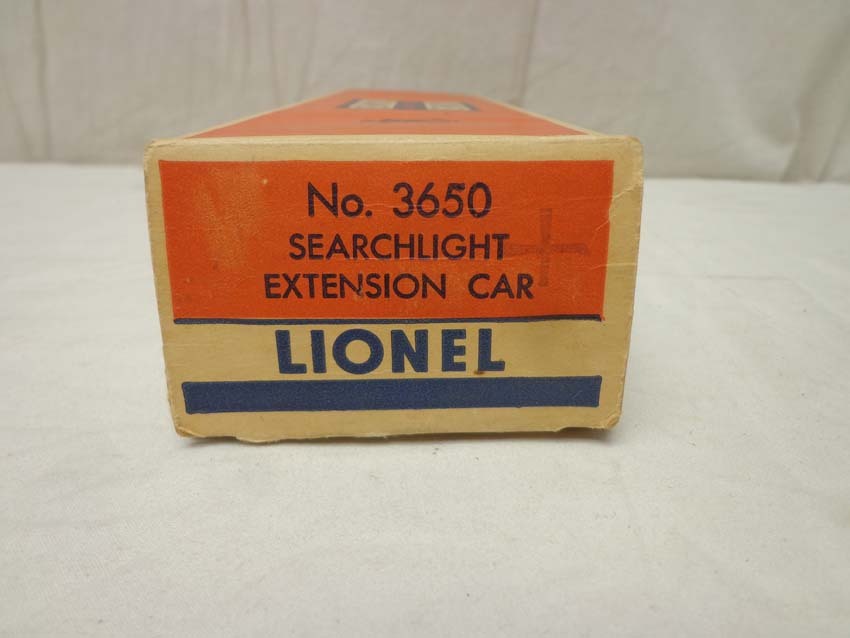 No. 3650
SEARCHLIGHT
EXTENSION CAR
LIONEL